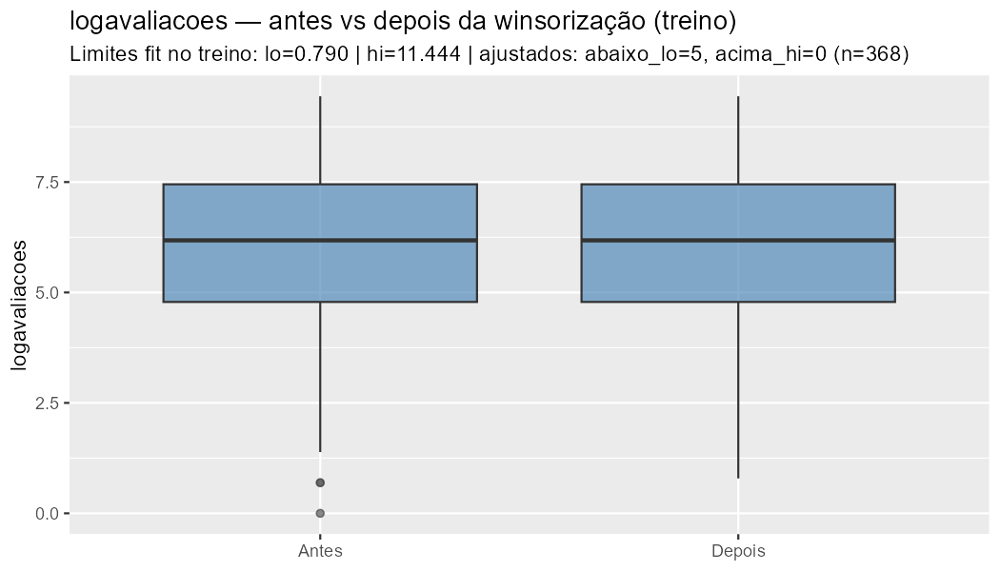 logavaliacoes — antes vs depois da winsorização (treino)
Limites fit no treino: lo=0.790 | hi=11.444 | ajustados: abaixo_lo=5, acima_hi=0 (n=368)
logavaliacoes
7.5
5.0
2.5
0.0
Antes
Depois